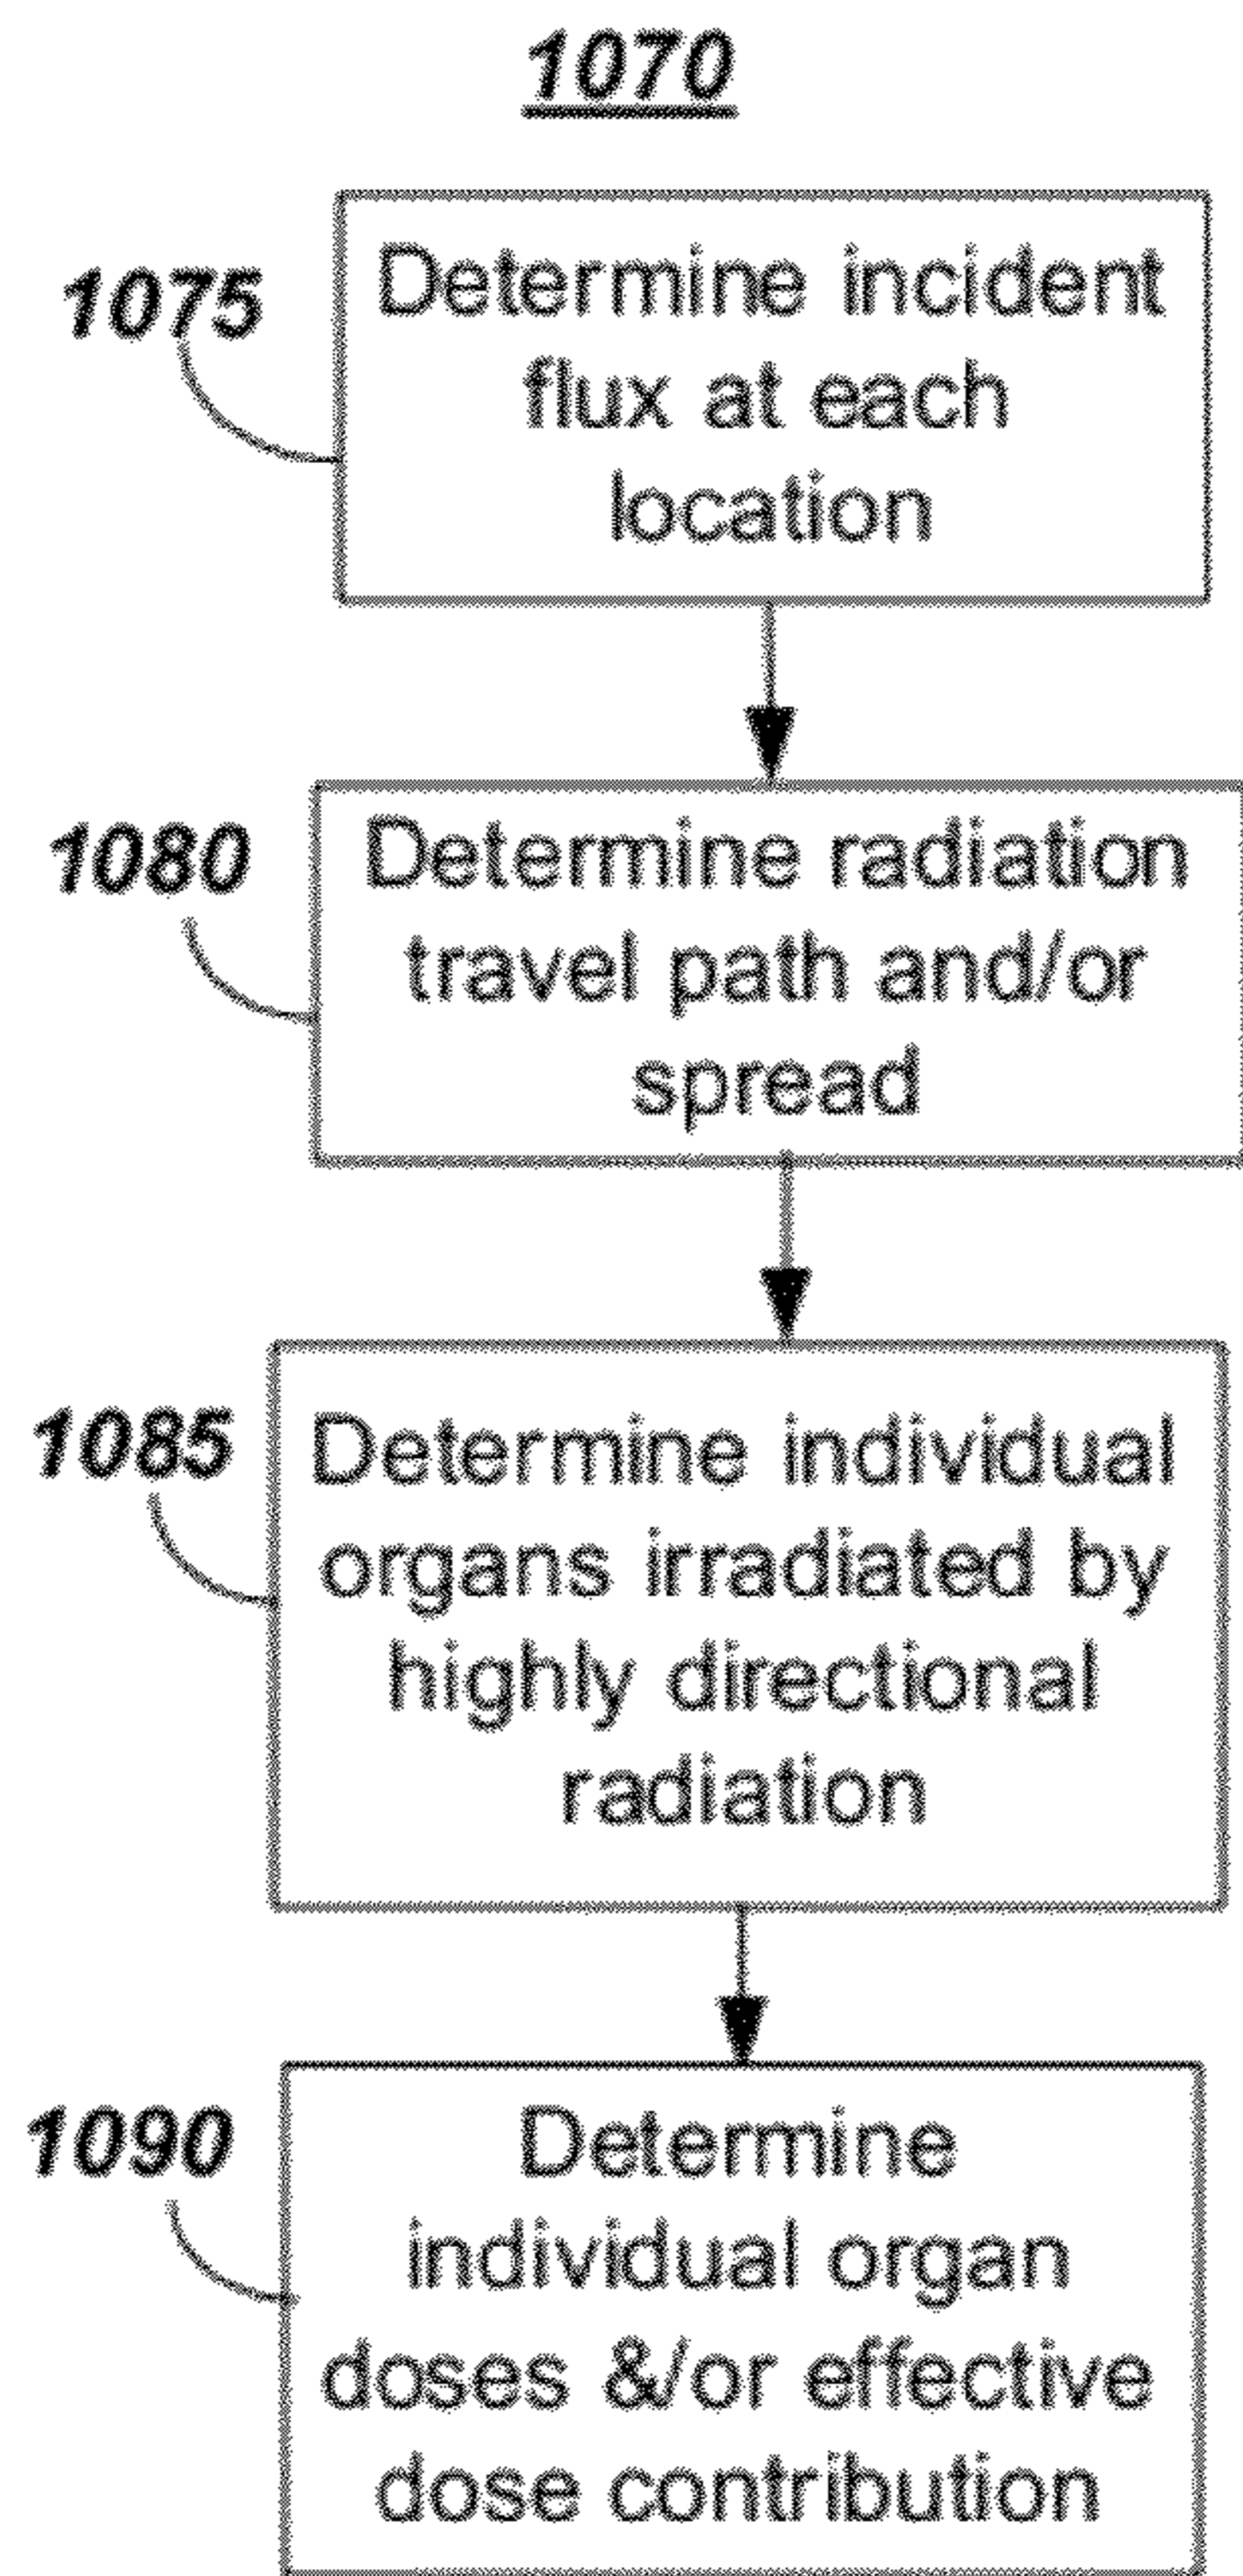 1070
1075
Determine incident
flux at each
location
1080
Determine radiation
travel path and/or
spread
1085
Determine individual
organs irradiated by
highly directional
radiation
1090
Determine
individual organ
doses &/or effective
dose contribution